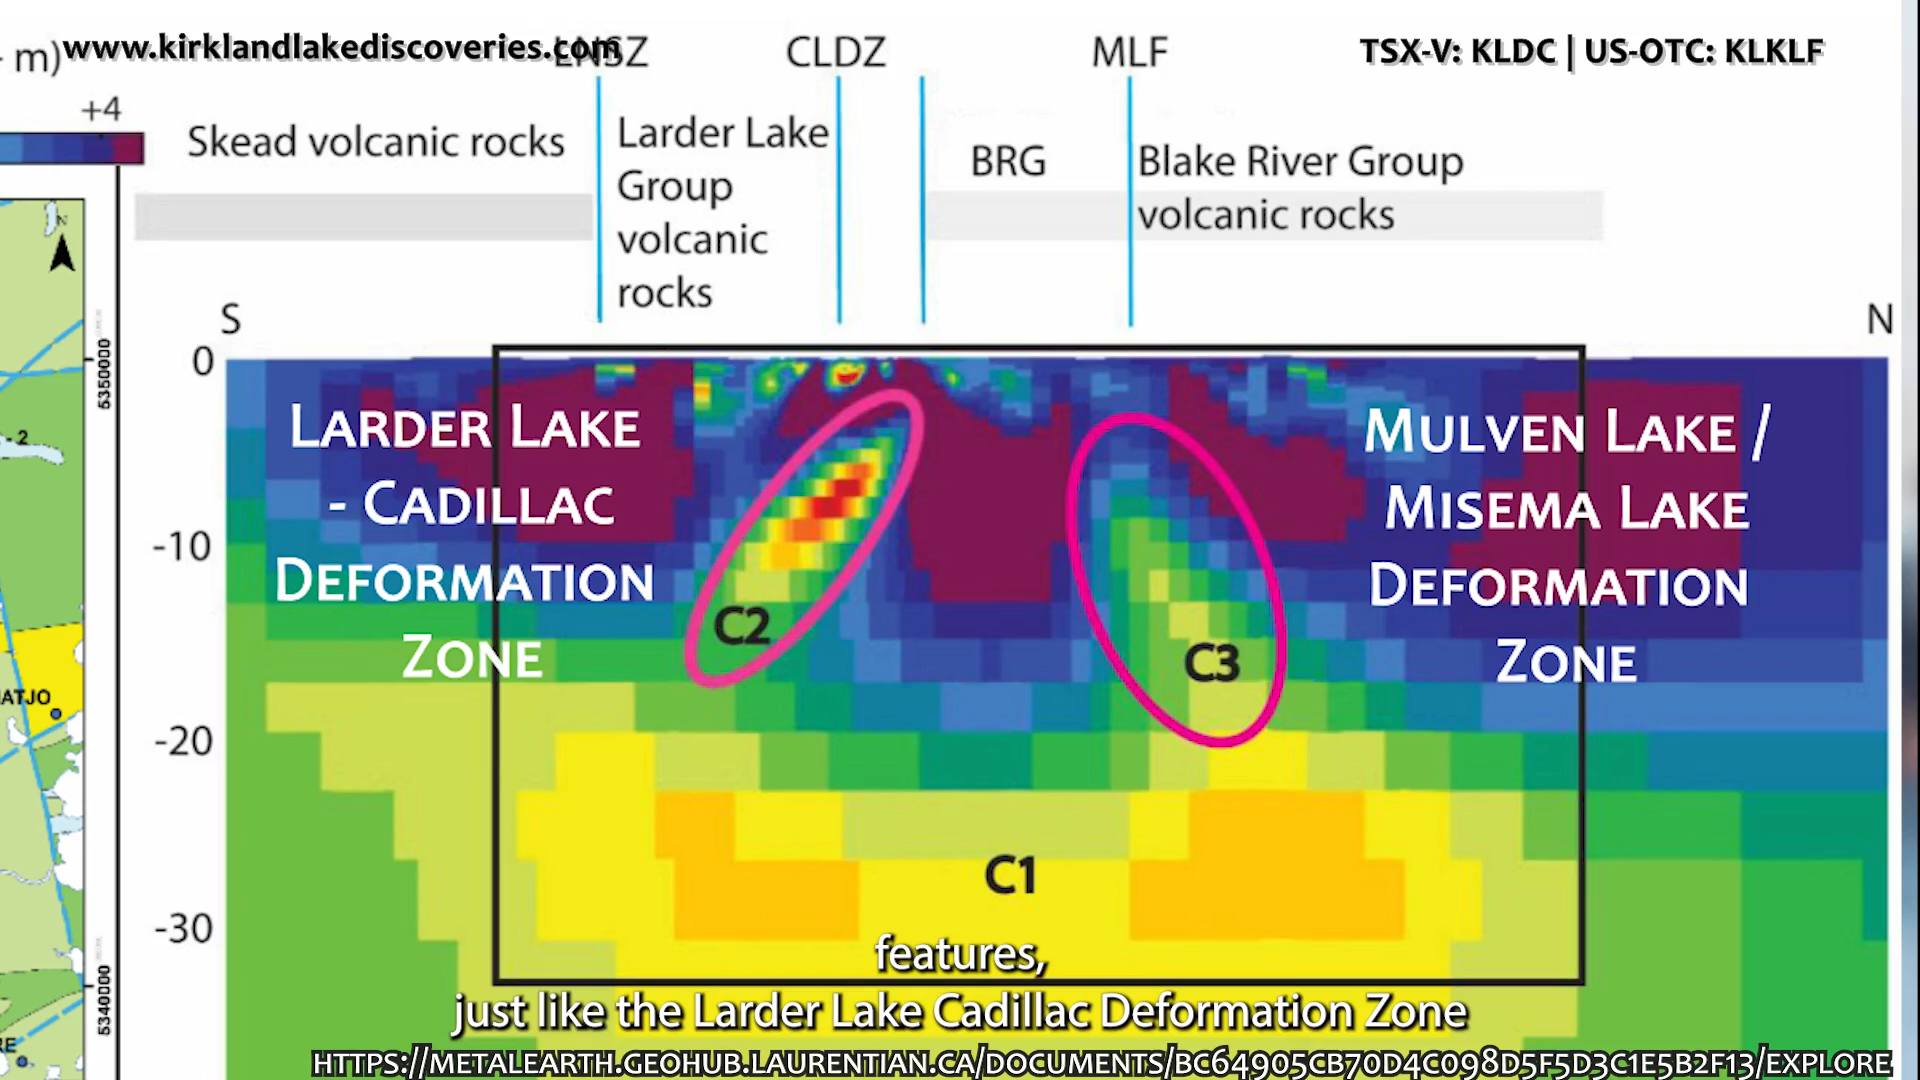 www.kirklandlakediscoveries.com
TSX-V: KLDC | US-OTC: KLKLF
m)
LNSZ
CLDZ
MLF
+4
Skead volcanic rocks
Larder Lake
Group
volcanic
rocks
BRG
Blake River Group
volcanic rocks
S
N
N
0
-10
-20
-30
5350000
5340000
2
Larder Lake
- Cadillac
Deformation
Zone
Mulven Lake /
Misema Lake
Deformation
Zone
C2
C3
C1
features,
just like the Larder Lake Cadillac Deformation Zone
https://metalearth.geohub.laurentian.ca/documents/bc64905cb70d4c098d5f5d3c1e5b2f13/explore